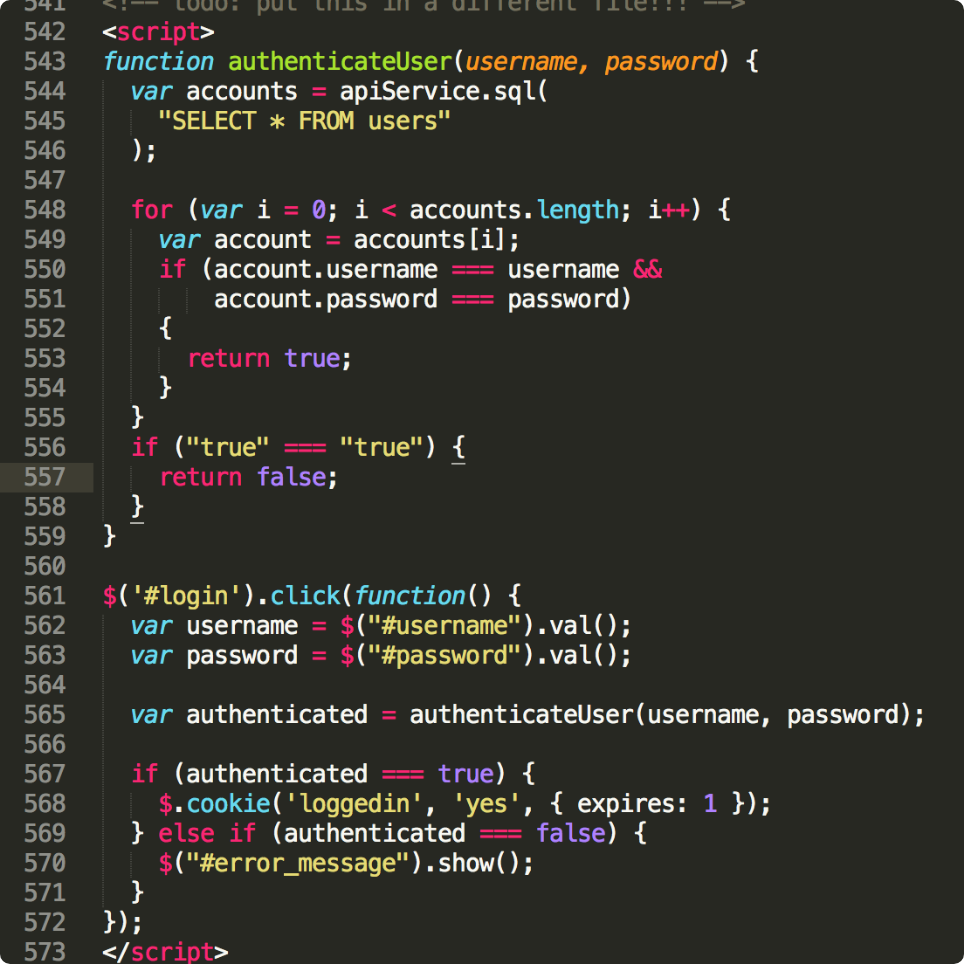 541 <!-- todo: put this in a different file!!! -->
542 <script>
543 function authenticateUser(username, password) {
544 var accounts = apiService.sql(
545 "SELECT * FROM users"
546 );
547
548 for (var i = 0; i < accounts.length; i++) {
549 var account = accounts[i];
550 if (account.username === username &&
551 account.password === password)
552 {
553 return true;
554 }
555 }
556 if ("true" === "true") {
557 return false;
558 }
559 }
560
561 $('#login').click(function() {
562 var username = $("#username").val();
563 var password = $("#password").val();
564
565 var authenticated = authenticateUser(username, password);
566
567 if (authenticated === true) {
568 $.cookie('loggedin', 'yes', { expires: 1 });
569 } else if (authenticated === false) {
570 $("#error_message").show();
571 }
572 });
573 </script>